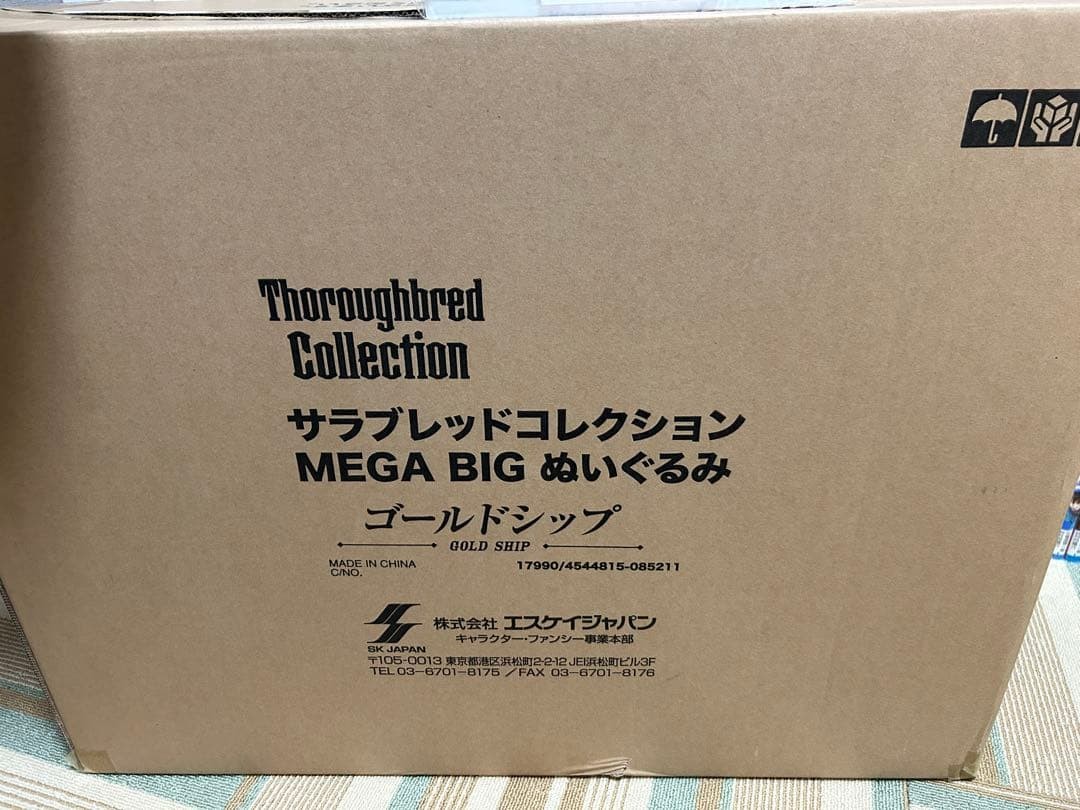 Thoroughbred
Collection
サラブレッドコレクション
MEGA BIG ぬいぐるみ
ゴールドシップ
GOLD SHIP
MADE IN CHINA
C/NO.
17990/4544815-085211
株式会社 エスケイジャパン
キャラクター・ファンシー事業本部
SK JAPAN
〒105-0013 東京都港区浜松町2-2-12 JEI浜松町ビル3F
TEL 03-6701-8175 / FAX 03-6701-8176